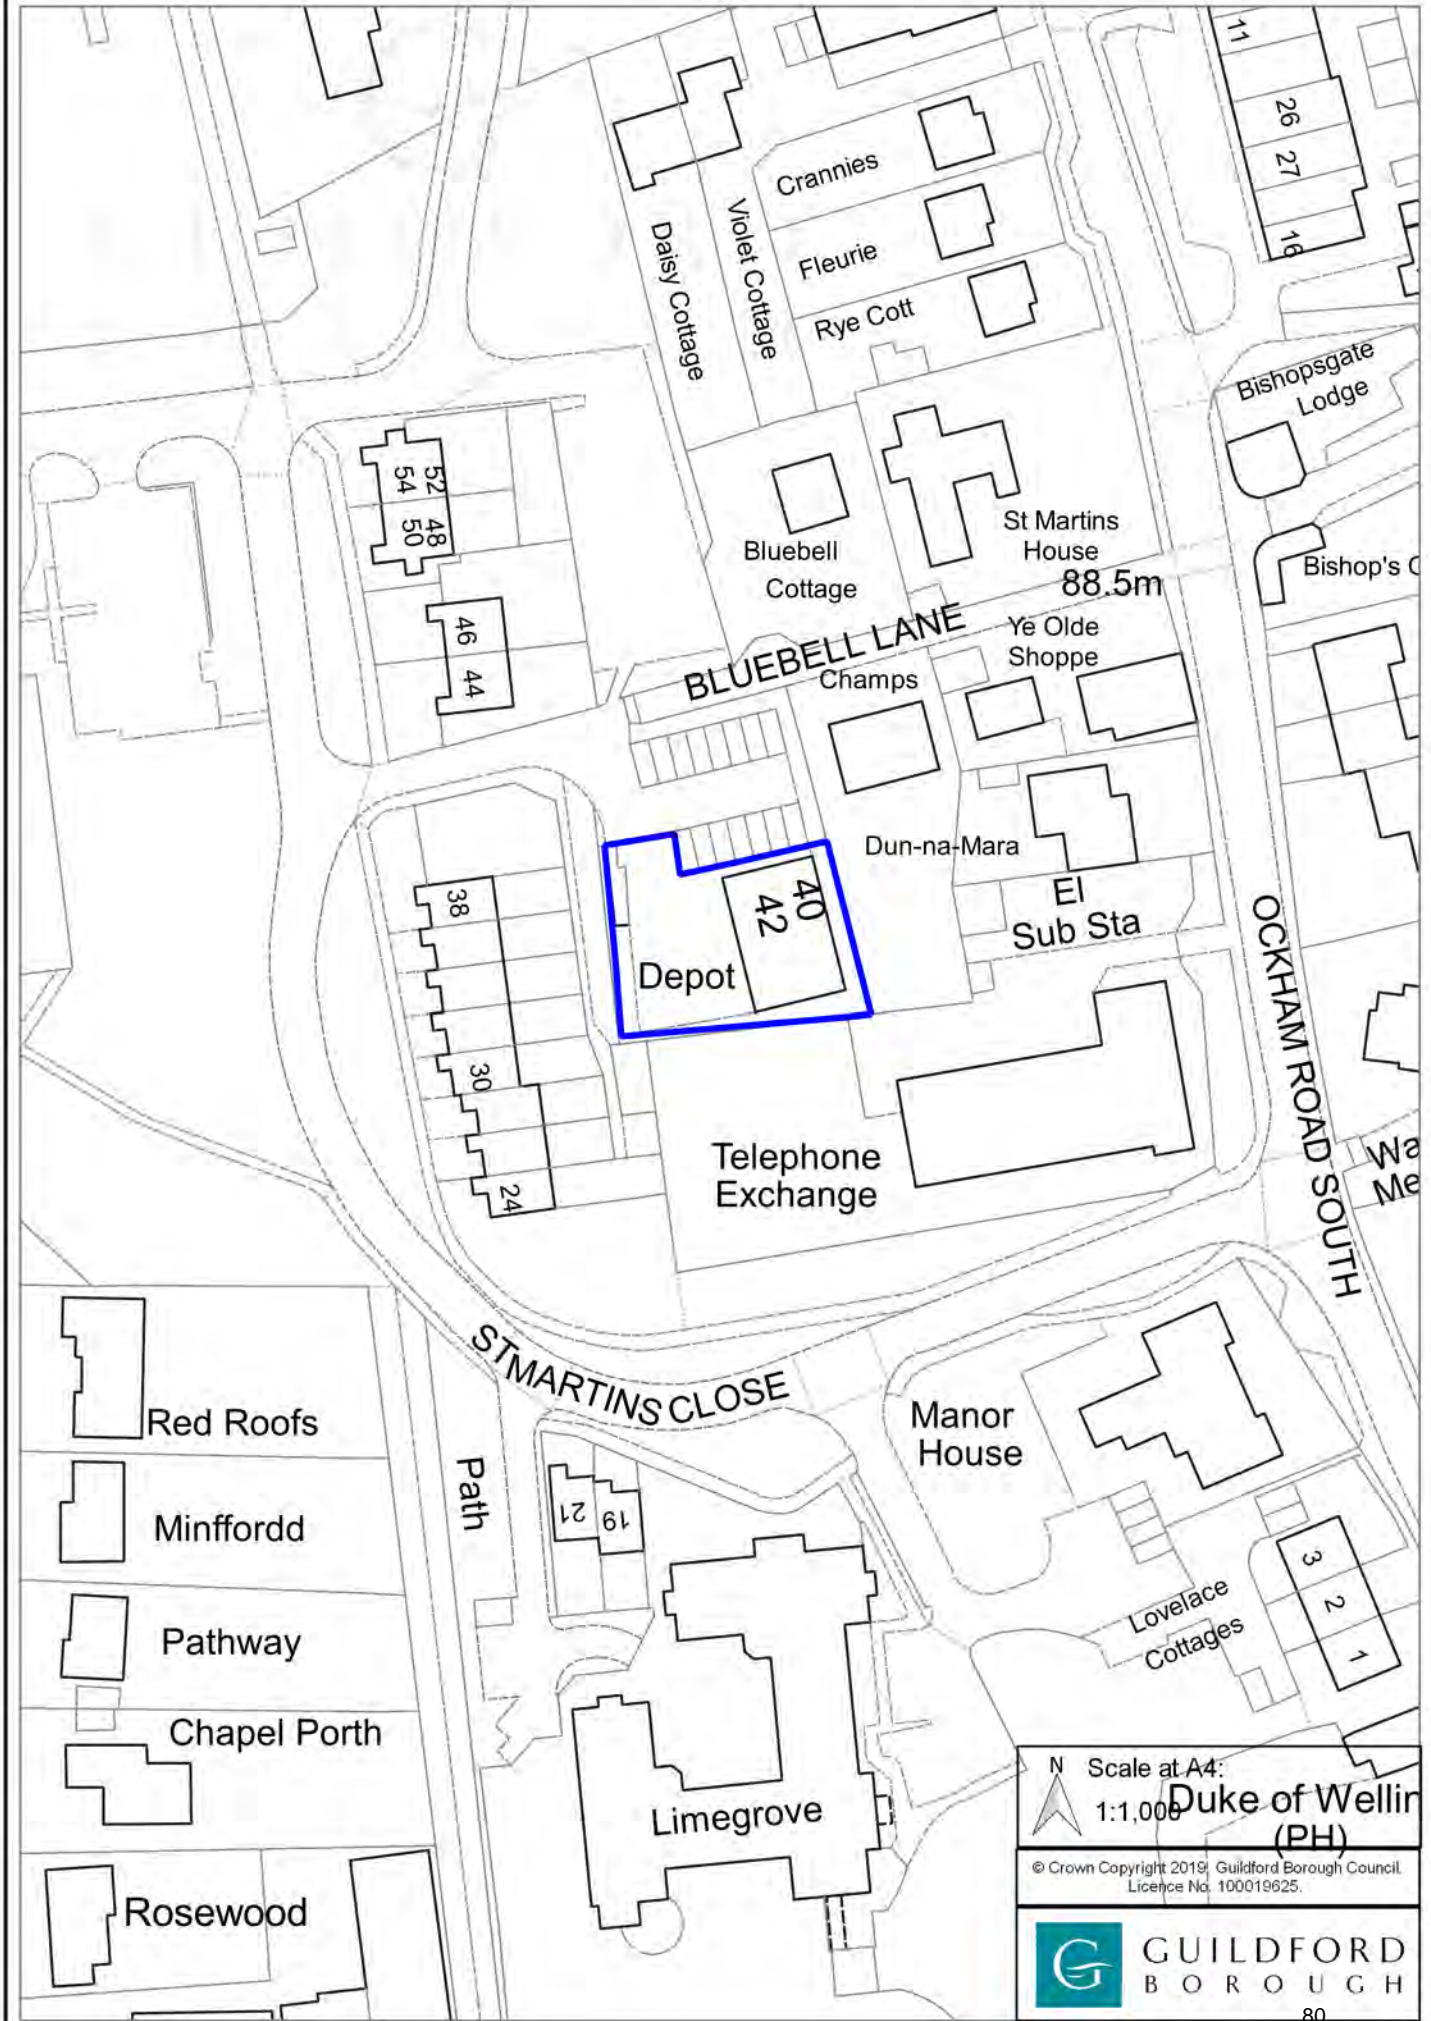 11
26
27
16
Crannies
Fleurie
Rye Cott
Violet Cottage
Daisy Cottage
Bishopsgate
Lodge
52
54
48
50
46
44
Bluebell
Cottage
St Martins
House
88.5m
Bishop's C
BLUEBELL LANE
Ye Olde
Shoppe
Champs
Dun-na-Mara
El
Sub Sta
38
30
24
40
42
Depot
OCKHAM ROAD SOUTH
Telephone
Exchange
Wa
Me
ST MARTINS CLOSE
Red Roofs
Minffordd
Pathway
Chapel Porth
Rosewood
Path
21
19
Manor
House
Lovelace
Cottages
3
2
1
Limegrove
N
Scale at A4:
1:1,000
Duke of Wellin
(PH)
© Crown Copyright 2019, Guildford Borough Council.
Licence No. 100019625.
G
GUILDFORD
BOROUGH
80